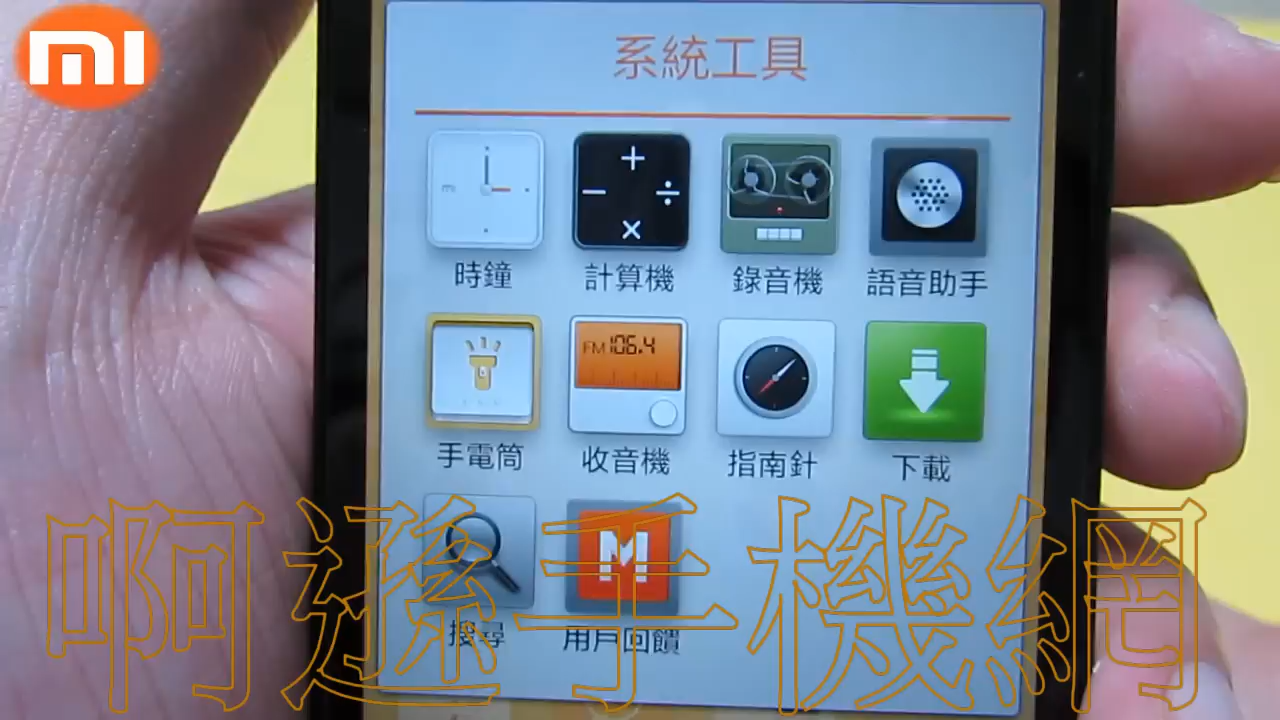 mi
系統工具
時鐘 計算機 錄音機 語音助手
FM 106.4
手電筒 收音機 指南針 下載
搜尋 用戶回饋
啊遜手機網